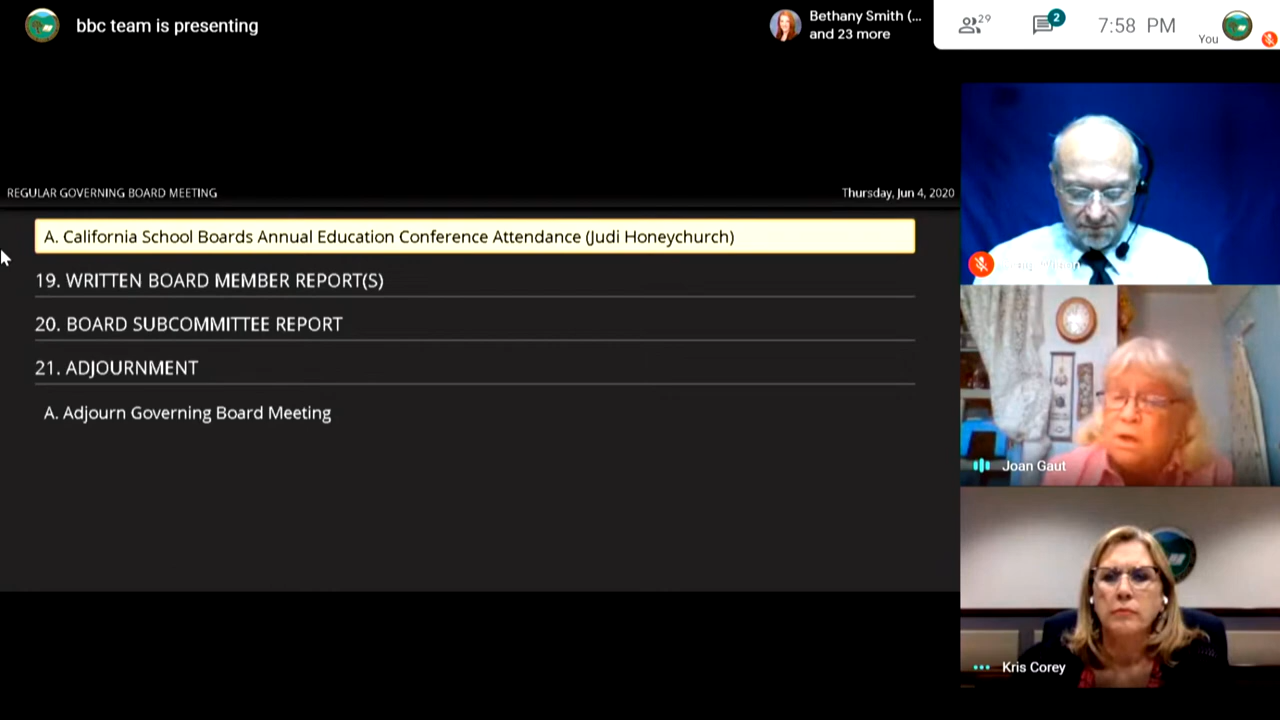 bbc team is presenting
Bethany Smith (...
and 23 more
29
2
7:58 PM
You
REGULAR GOVERNING BOARD MEETING
Thursday, Jun 4, 2020
A. California School Boards Annual Education Conference Attendance (Judi Honeychurch)
19. WRITTEN BOARD MEMBER REPORT(S)
20. BOARD SUBCOMMITTEE REPORT
21. ADJOURNMENT
A. Adjourn Governing Board Meeting
Joan Gaut
Kris Corey